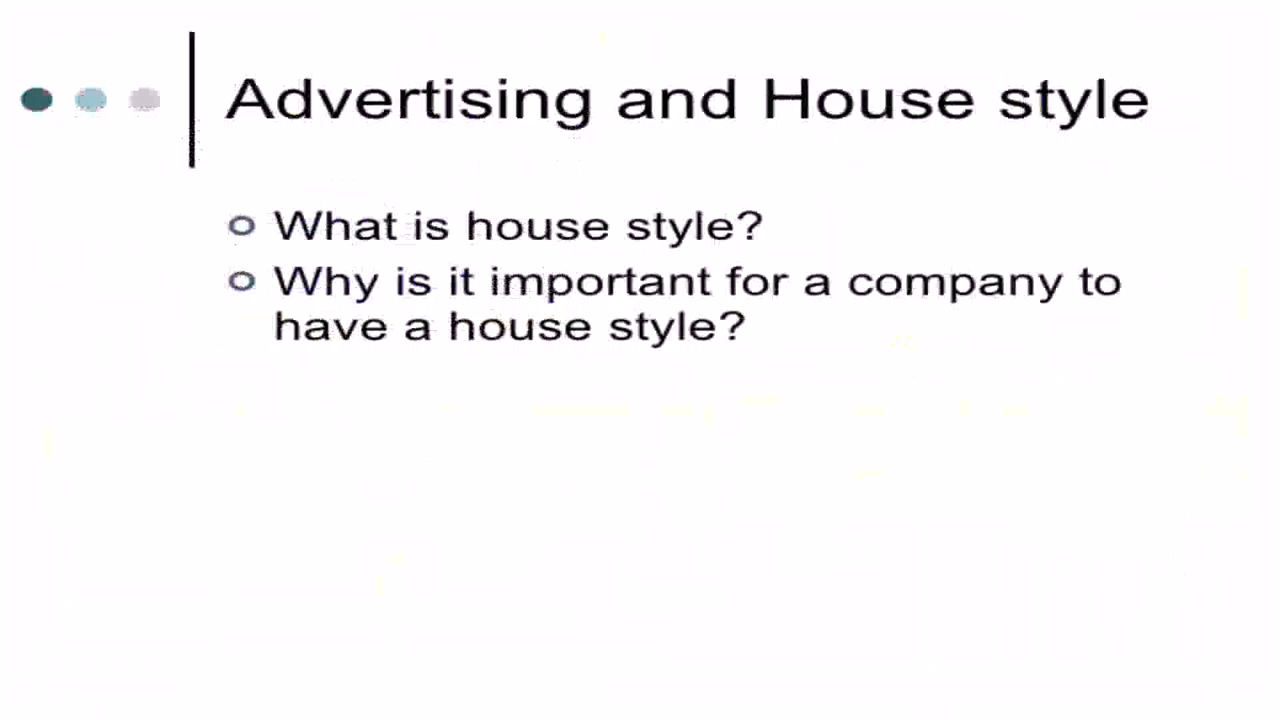 Advertising and House style
What is house style?
Why is it important for a company to
have a house style?